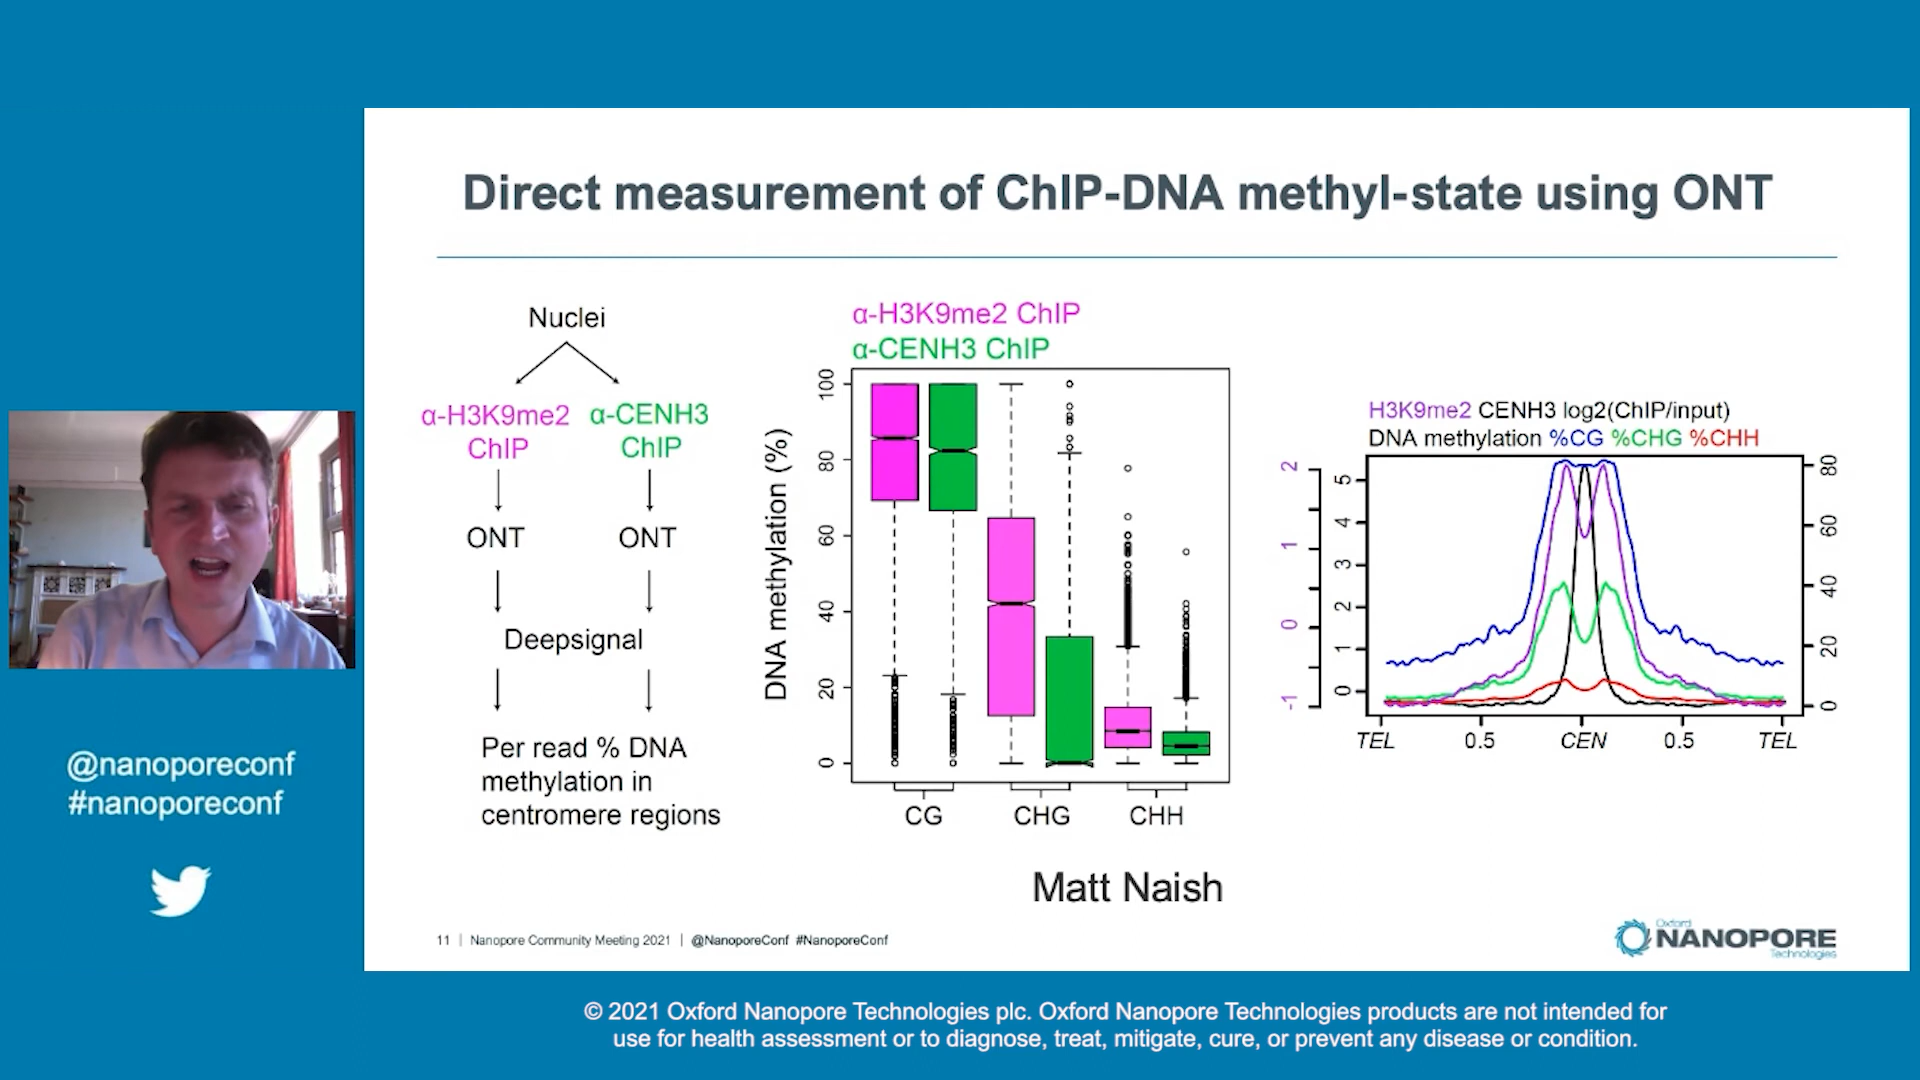 Direct measurement of ChIP-DNA methyl-state using ONT
Nuclei
α-H3K9me2 α-CENH3
ChIP ChIP
ONT ONT
Deepsignal
Per read % DNA
methylation in
centromere regions
α-H3K9me2 ChIP
α-CENH3 ChIP
DNA methylation (%)
100
80
60
40
20
0
CG CHG CHH
H3K9me2 CENH3 log2(ChIP/input)
DNA methylation %CG %CHG %CHH
2
1
0
-1
5
4
3
2
1
0
80
60
40
20
0
TEL 0.5 CEN 0.5 TEL
Matt Naish
11 | Nanopore Community Meeting 2021 | @NanoporeConf #NanoporeConf
Oxford
NANOPORE
Technologies
@nanoporeconf
#nanoporeconf
© 2021 Oxford Nanopore Technologies plc. Oxford Nanopore Technologies products are not intended for
use for health assessment or to diagnose, treat, mitigate, cure, or prevent any disease or condition.